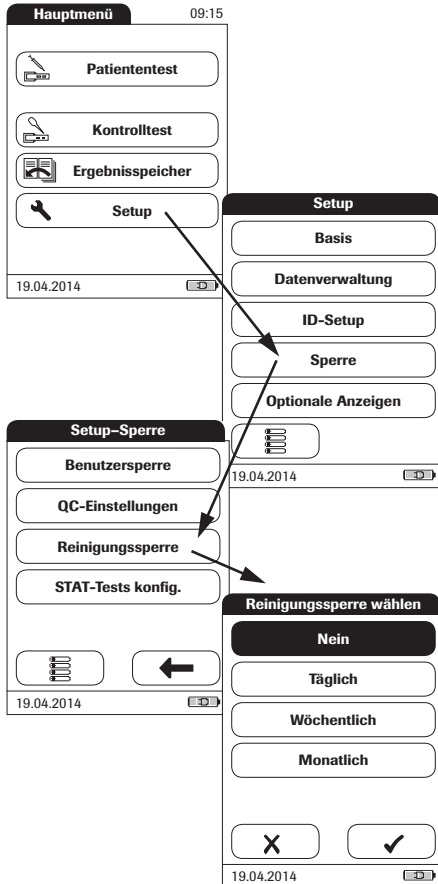 Hauptmenü 09:15
Patiententest
Kontrolltest
Ergebnisspeicher
Setup
19.04.2014
Setup
Basis
Datenverwaltung
ID-Setup
Sperre
Optionale Anzeigen
19.04.2014
Setup–Sperre
Benutzersperre
QC-Einstellungen
Reinigungssperre
STAT-Tests konfig.
19.04.2014
Reinigungssperre wählen
Nein
Täglich
Wöchentlich
Monatlich
19.04.2014